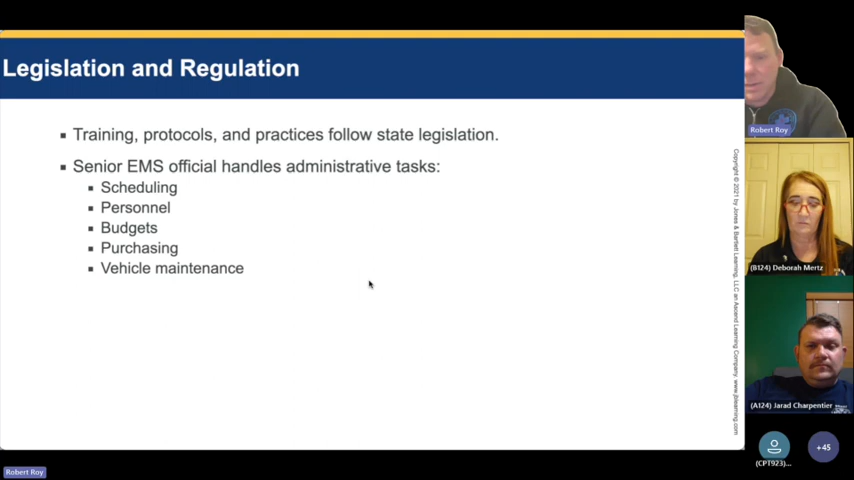 Legislation and Regulation
Training, protocols, and practices follow state legislation.
Senior EMS official handles administrative tasks:
Scheduling
Personnel
Budgets
Purchasing
Vehicle maintenance
Copyright © 2021 by Jones & Bartlett Learning, LLC an Ascend Learning Company. www.jblearning.com
Robert Roy
(B124) Deborah Mertz
(A124) Jarad Charpentier
(CPT923)...
+45
Robert Roy